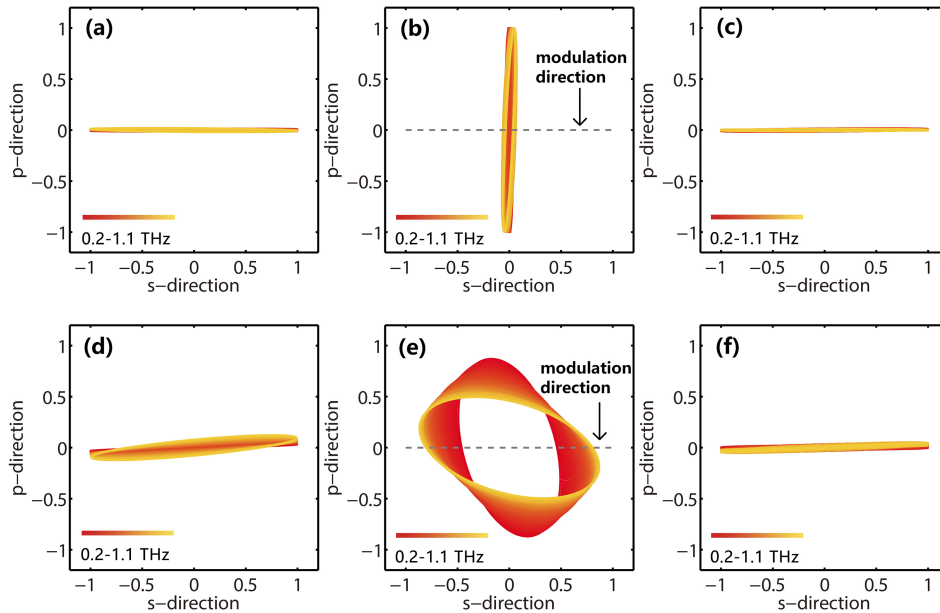 (a)
1
0.5
0
−0.5
−1
p−direction
0.2-1.1 THz
−1 −0.5 0 0.5 1
s−direction
(b)
modulation
direction
1
0.5
0
−0.5
−1
p−direction
0.2-1.1 THz
−1 −0.5 0 0.5 1
s−direction
(c)
1
0.5
0
−0.5
−1
p−direction
0.2-1.1 THz
−1 −0.5 0 0.5 1
s−direction
(d)
1
0.5
0
−0.5
−1
p−direction
0.2-1.1 THz
−1 −0.5 0 0.5 1
s−direction
(e)
modulation
direction
1
0.5
0
−0.5
−1
p−direction
0.2-1.1 THz
−1 −0.5 0 0.5 1
s−direction
(f)
1
0.5
0
−0.5
−1
p−direction
0.2-1.1 THz
−1 −0.5 0 0.5 1
s−direction